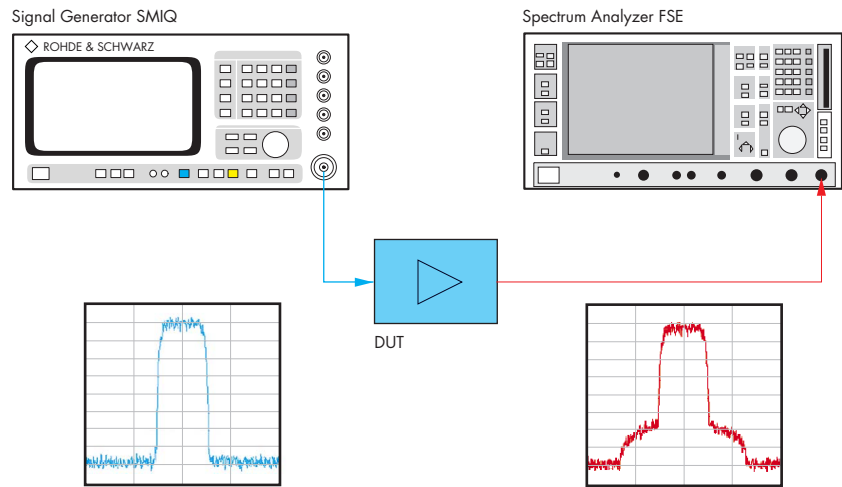 Signal Generator SMIQ
Spectrum Analyzer FSE
ROHDE & SCHWARZ
DUT